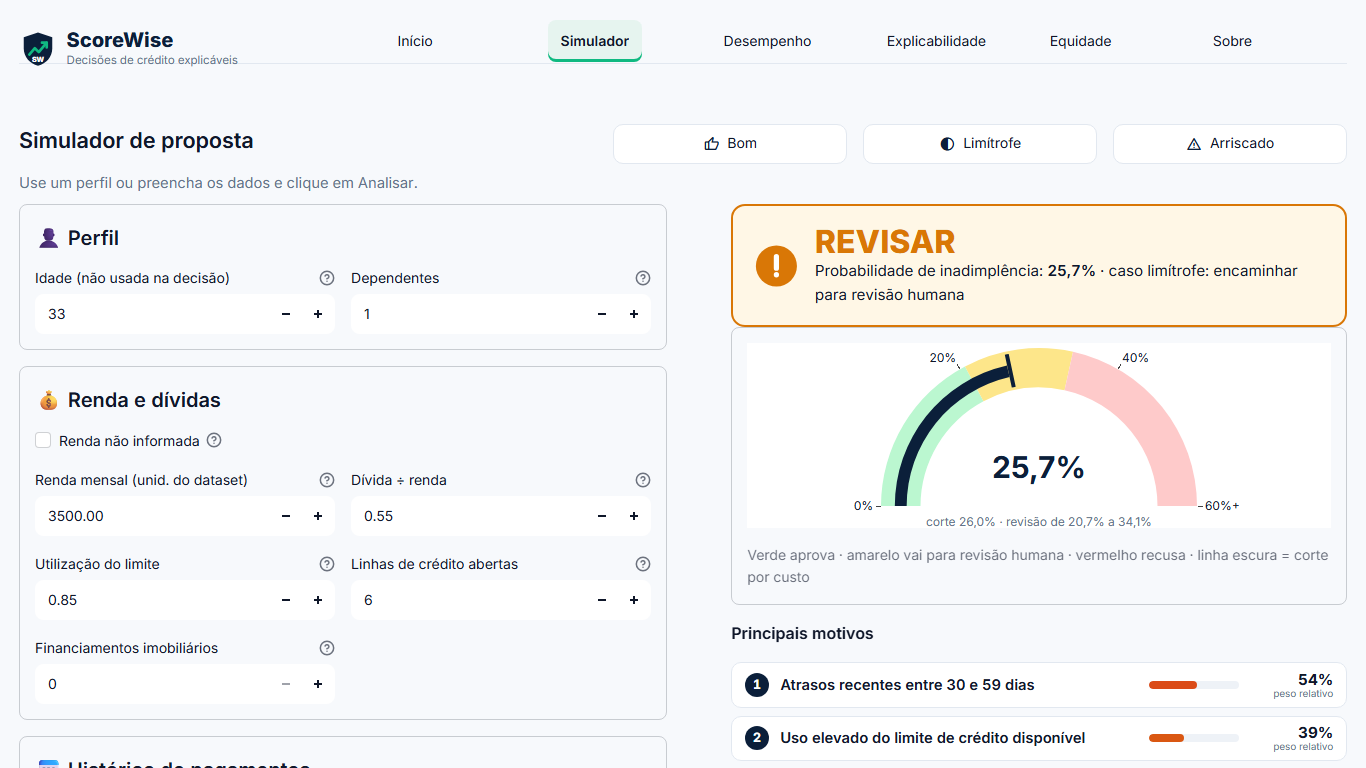 ScoreWise
Decisões de crédito explicáveis
SW
Início
Simulador
Desempenho
Explicabilidade
Equidade
Sobre
Simulador de proposta
Bom
Limítrofe
Arriscado
Use um perfil ou preencha os dados e clique em Analisar.
Perfil
Idade (não usada na decisão)
33
Dependentes
1
Renda e dívidas
Renda não informada
Renda mensal (unid. do dataset)
3500.00
Dívida ÷ renda
0.55
Utilização do limite
0.85
Linhas de crédito abertas
6
Financiamentos imobiliários
0
Histórico de pagamentos
REVISAR
Probabilidade de inadimplência: 25,7% · caso limítrofe: encaminhar
para revisão humana
20%
40%
25,7%
0%
60%+
corte 26,0% · revisão de 20,7% a 34,1%
Verde aprova · amarelo vai para revisão humana · vermelho recusa · linha escura = corte
por custo
Principais motivos
1 Atrasos recentes entre 30 e 59 dias
54%
peso relativo
2 Uso elevado do limite de crédito disponível
39%
peso relativo